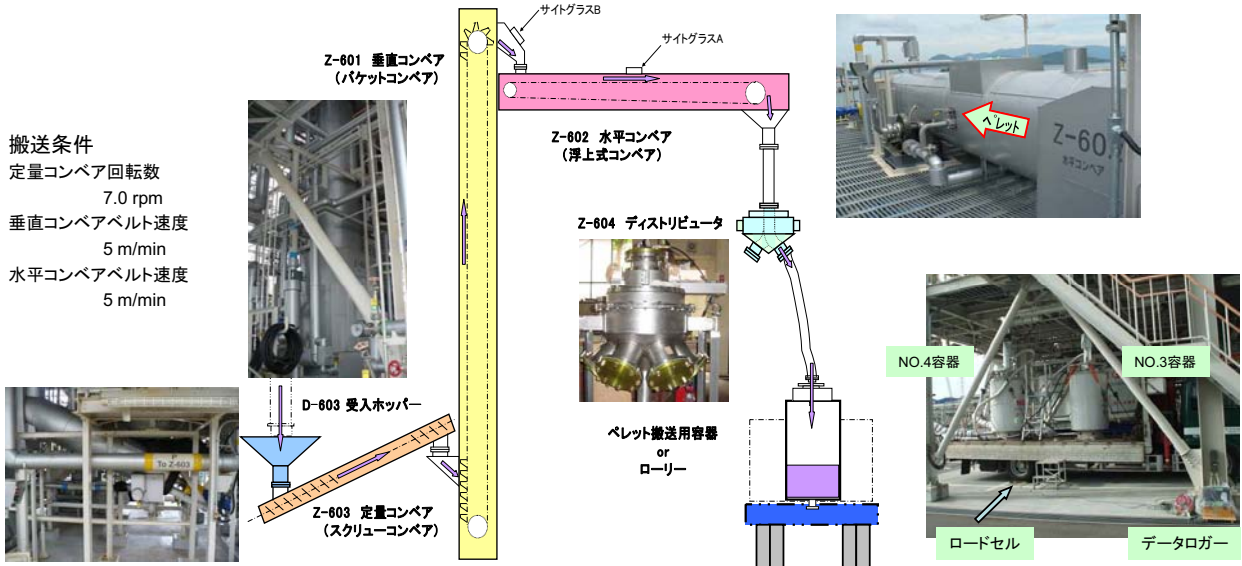 サイトグラスB
サイトグラスA
Z-601 垂直コンベア
(バケットコンベア)
Z-602 水平コンベア
(浮上式コンベア)
搬送条件
定量コンベア回転数
7.0 rpm
垂直コンベアベルト速度
5 m/min
水平コンベアベルト速度
5 m/min
ペレット
Z-60
水平コンベア
Z-604 ディストリビュータ
D-603 受入ホッパー
To Z-603
Z-603 定量コンベア
(スクリューコンベア)
ペレット搬送用容器
or
ローリー
NO.4容器
NO.3容器
ロードセル
データロガー